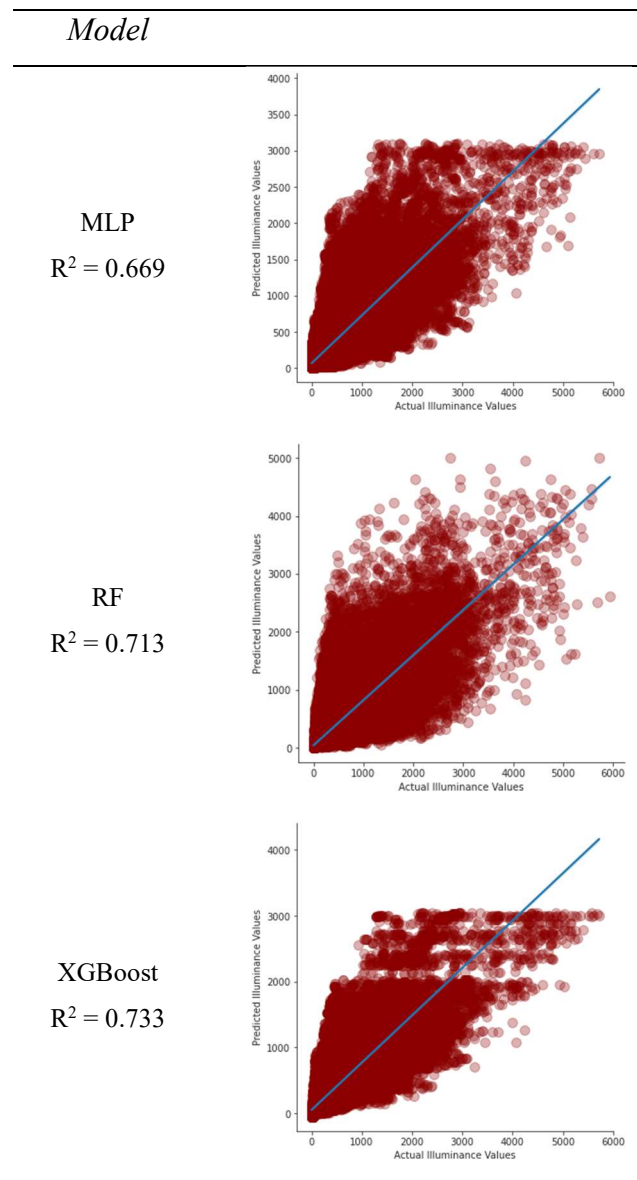 Model
MLP
R² = 0.669
Predicted Illuminance Values
4000
3500
3000
2500
2000
1500
1000
500
0
0 1000 2000 3000 4000 5000 6000
Actual Illuminance Values
RF
R² = 0.713
Predicted Illuminance Values
5000
4000
3000
2000
1000
0
0 1000 2000 3000 4000 5000 6000
Actual Illuminance Values
XGBoost
R² = 0.733
Predicted Illuminance Values
4000
3000
2000
1000
0
0 1000 2000 3000 4000 5000 6000
Actual Illuminance Values